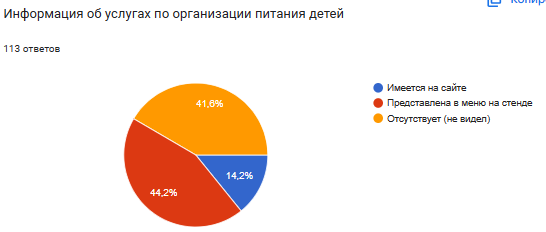 Информация об услугах по организации питания детей
113 ответов
Имеется на сайте
Представлена в меню на стенде
Отсутствует (не видел)
41,6%
14,2%
44,2%